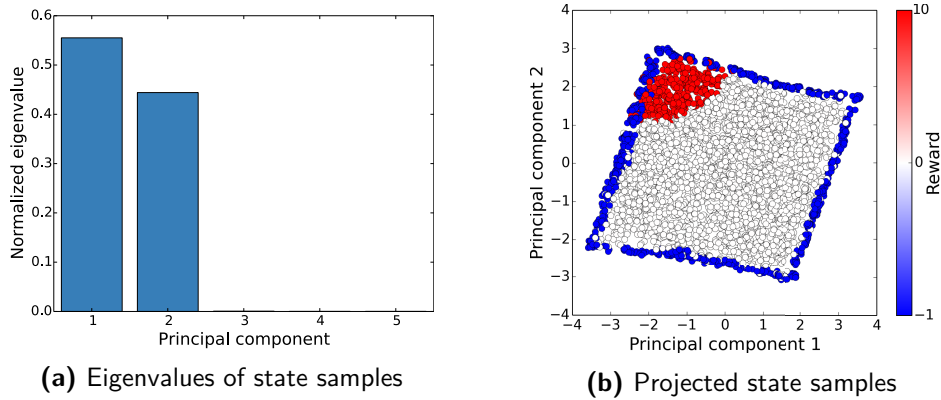 0.6
0.5
0.4
0.3
0.2
0.1
0.0
Normalized eigenvalue
1 2 3 4 5
Principal component
(a) Eigenvalues of state samples
4
3
2
1
0
−1
−2
−3
−4
Principal component 2
−4 −3 −2 −1 0 1 2 3 4
Principal component 1
10
−1
Reward
(b) Projected state samples